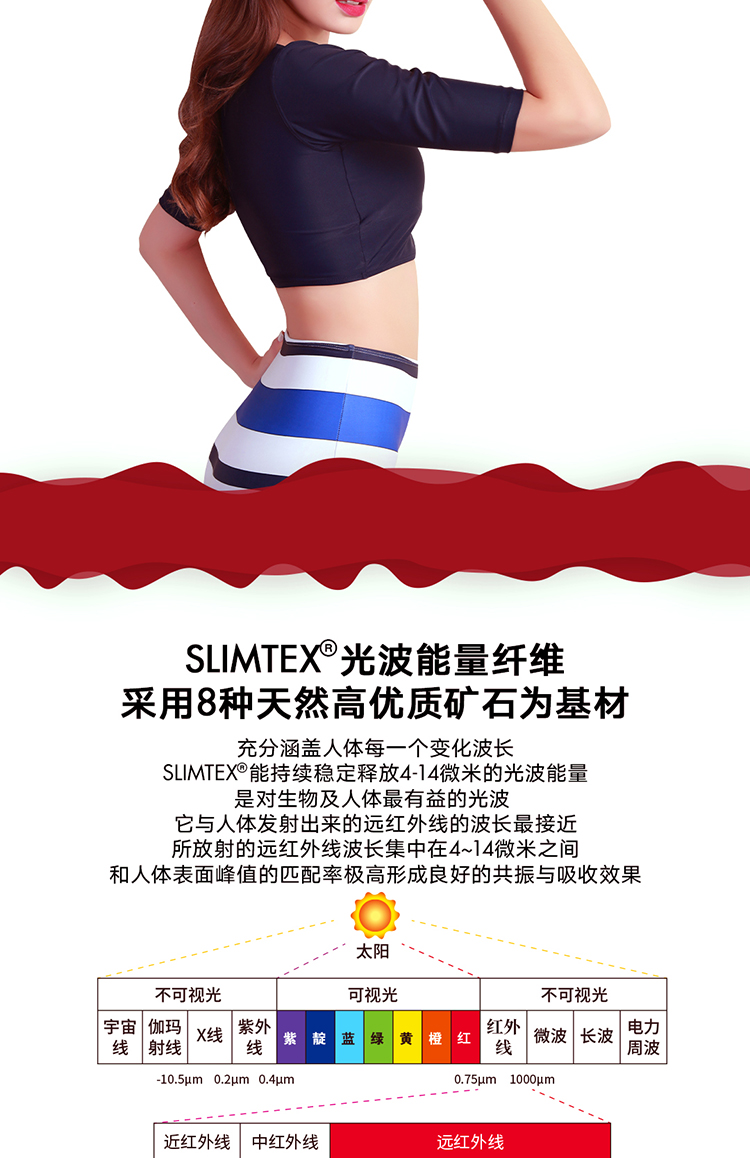 SLIMTEX®光波能量纤维
采用8种天然高优质矿石为基材
充分涵盖人体每一个变化波长
SLIMTEX®能持续稳定释放4-14微米的光波能量
是对生物及人体最有益的光波
它与人体发射出来的远红外线的波长最接近
所放射的远红外线波长集中在4~14微米之间
和人体表面峰值的匹配率极高形成良好的共振与吸收效果
太阳
不可视光 可视光 不可视光
宇宙线 伽玛射线 X线 紫外线 紫 靛 蓝 绿 黄 橙 红 红外线 微波 长波 电力周波
-10.5μm 0.2μm 0.4μm 0.75μm 1000μm
近红外线 中红外线 远红外线